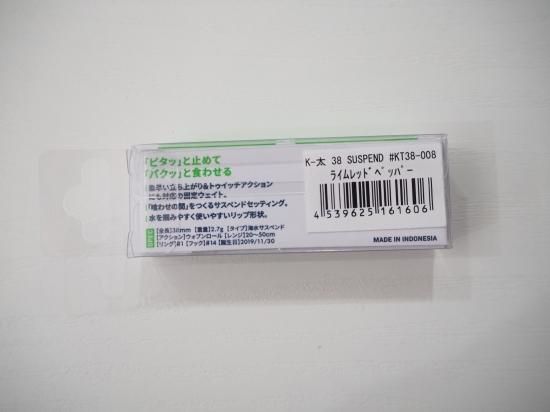 「ピタッ」と止めて
「パクッ」と食わせる
素早い立ち上がり&トゥイッチアクション
にも対応の固定ウェイト。
「喰わせの間」をつくるサスペンドセッティング。
水を掴みやすく使いやすいリップ形状。
SPEC
[全長]38mm [重量]2.7g [タイプ]海水サスペンド
[アクション]ウォブンロール [レンジ]20〜50cm
[リング]#1 [フック]#14 [誕生日]2019/11/30
K-太 38 SUSPEND #KT38-008
ライムレッドペッパー
4539625161606
MADE IN INDONESIA